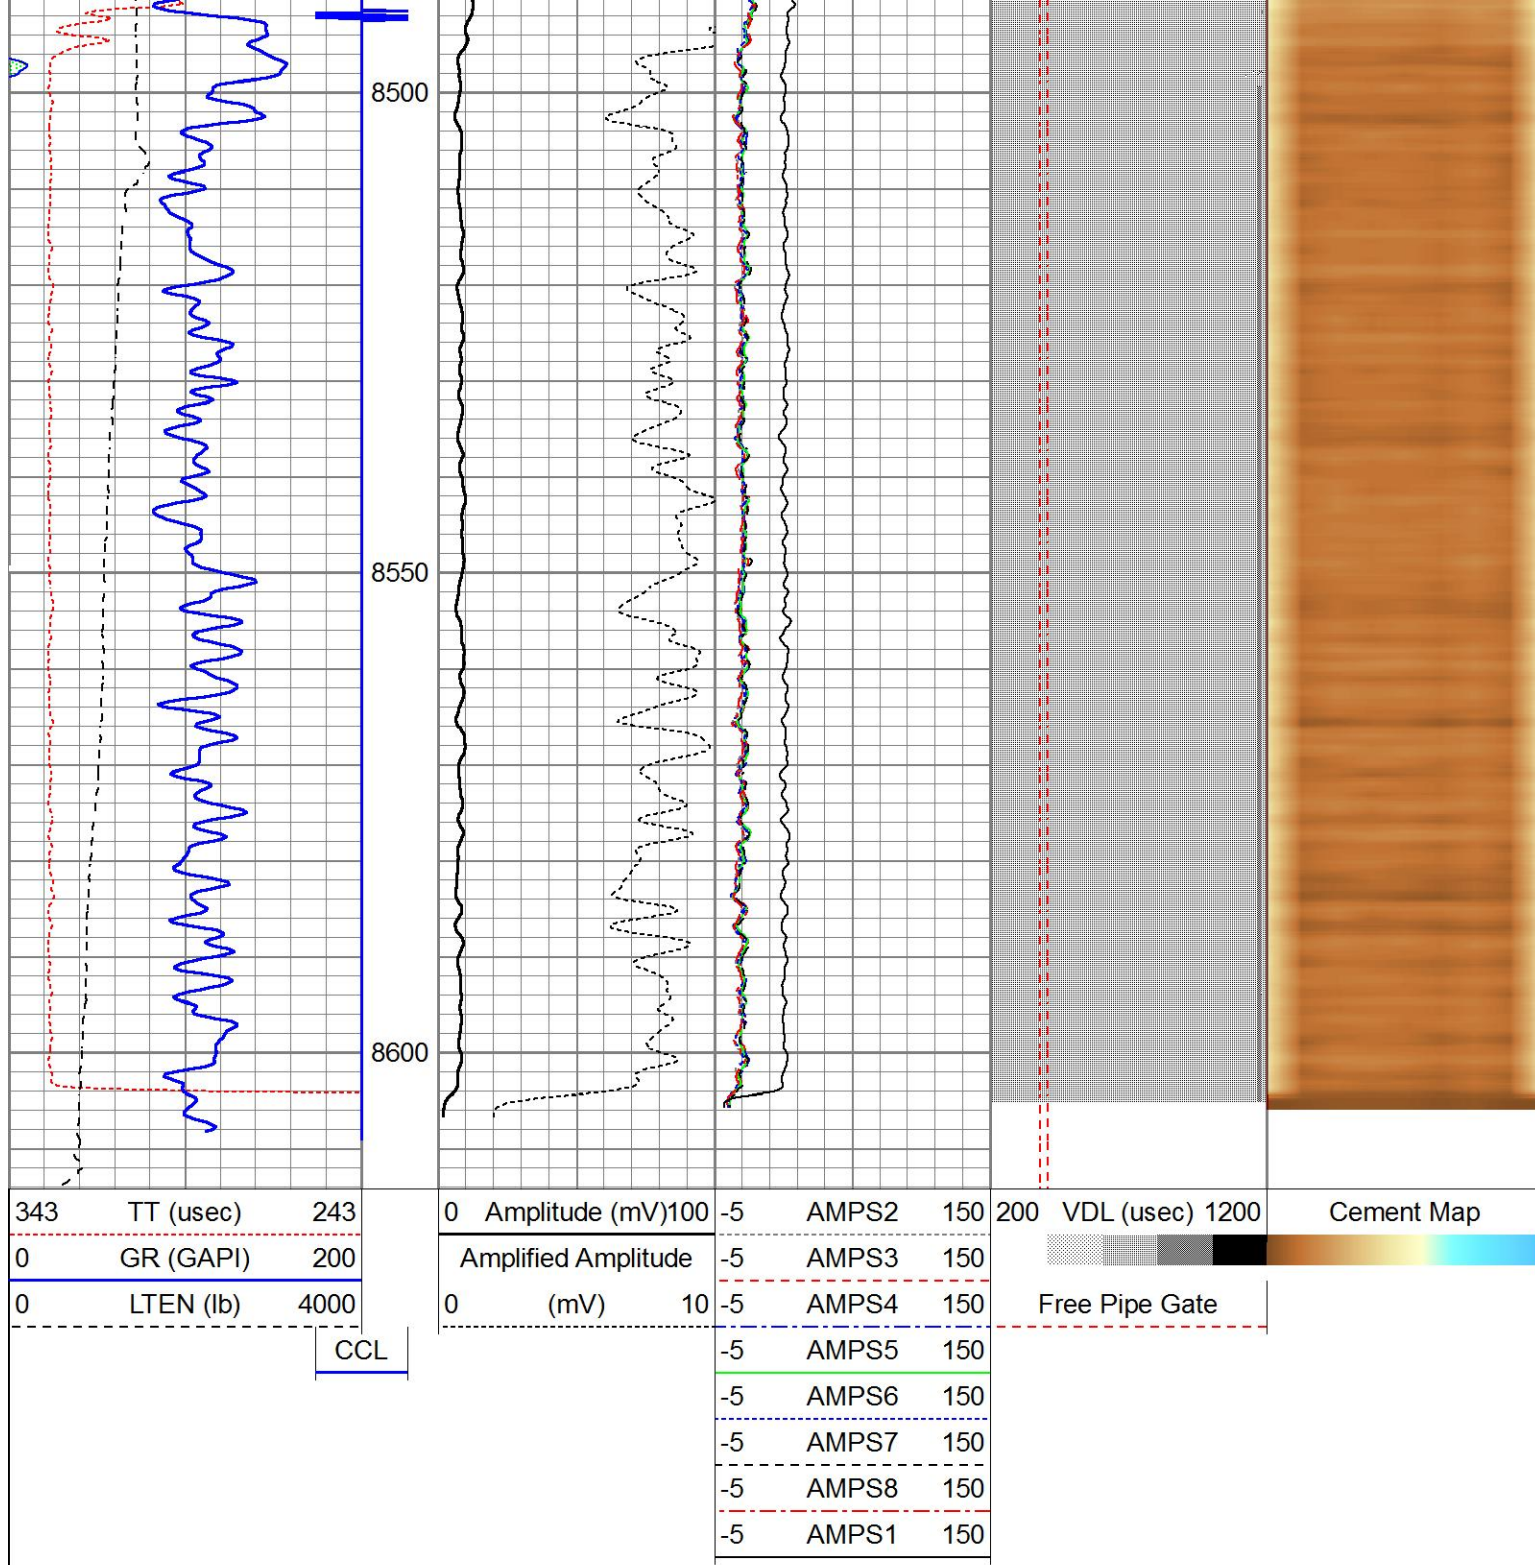 8500
8550
8600
343 TT (usec) 243
0 GR (GAPI) 200
0 LTEN (lb) 4000
CCL
0 Amplitude (mV)100
Amplified Amplitude
0 (mV) 10
-5 AMPS2 150
-5 AMPS3 150
-5 AMPS4 150
-5 AMPS5 150
-5 AMPS6 150
-5 AMPS7 150
-5 AMPS8 150
-5 AMPS1 150
200 VDL (usec) 1200
Free Pipe Gate
Cement Map